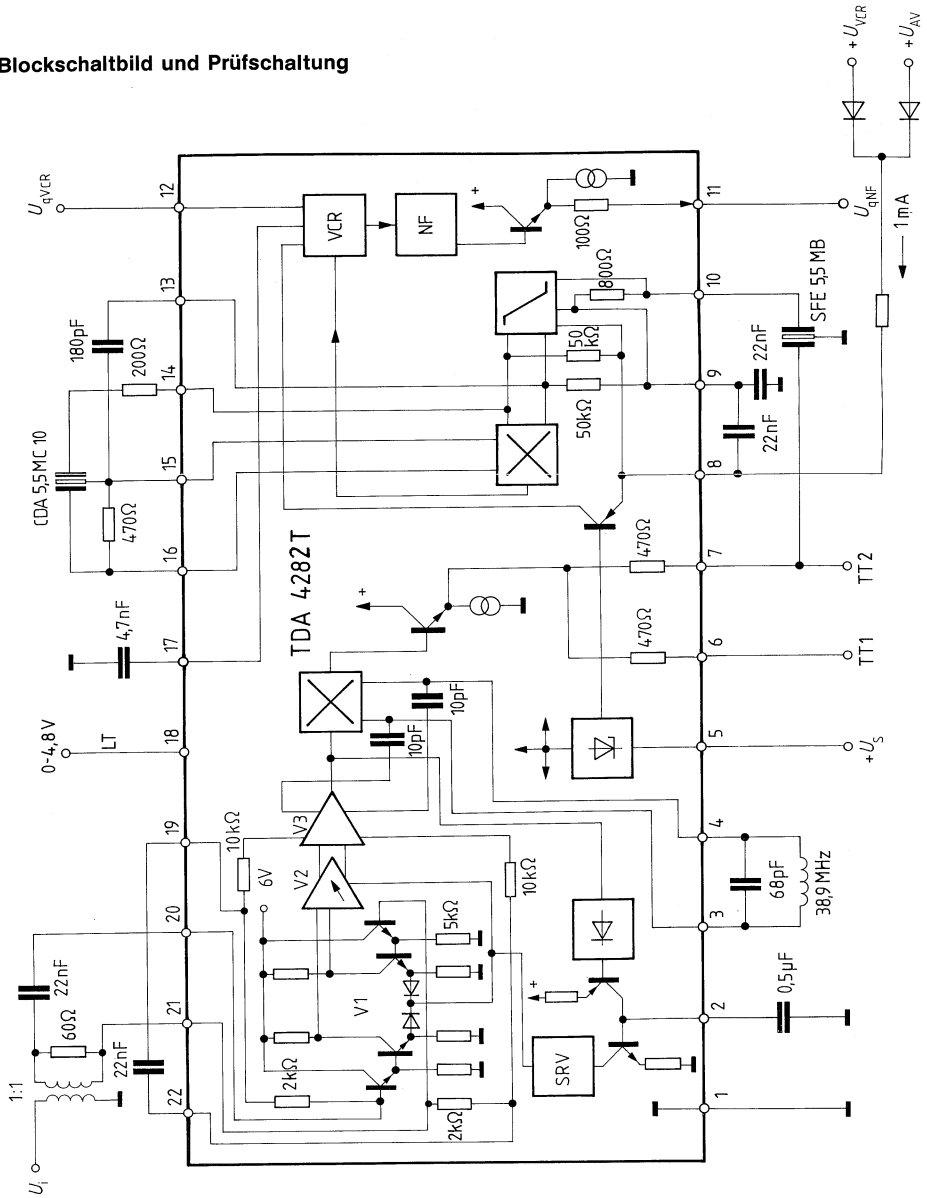 Blockschaltbild und Prüfschaltung
+U_VCR
+U_AV
1mA
U_qVCR
U_qNF
12
11
VCR
NF
+
100Ω
13
10
180pF
200Ω
800Ω
SFE 5,5 MB
14
9
50kΩ
50kΩ
22nF
22nF
CDA 5,5 MC 10
15
8
470Ω
16
7
TT2
470Ω
TDA 4282T
+
4,7nF
17
6
TT1
470Ω
10pF
10pF
0-4,8V
LT
18
5
+U_S
19
4
10kΩ
V3
6V
V2
10kΩ
68pF
38,9 MHz
20
3
5kΩ
22nF
60Ω
V1
+
21
2
0,5µF
22nF
2kΩ
SRV
2kΩ
1:1
22
1
U_i